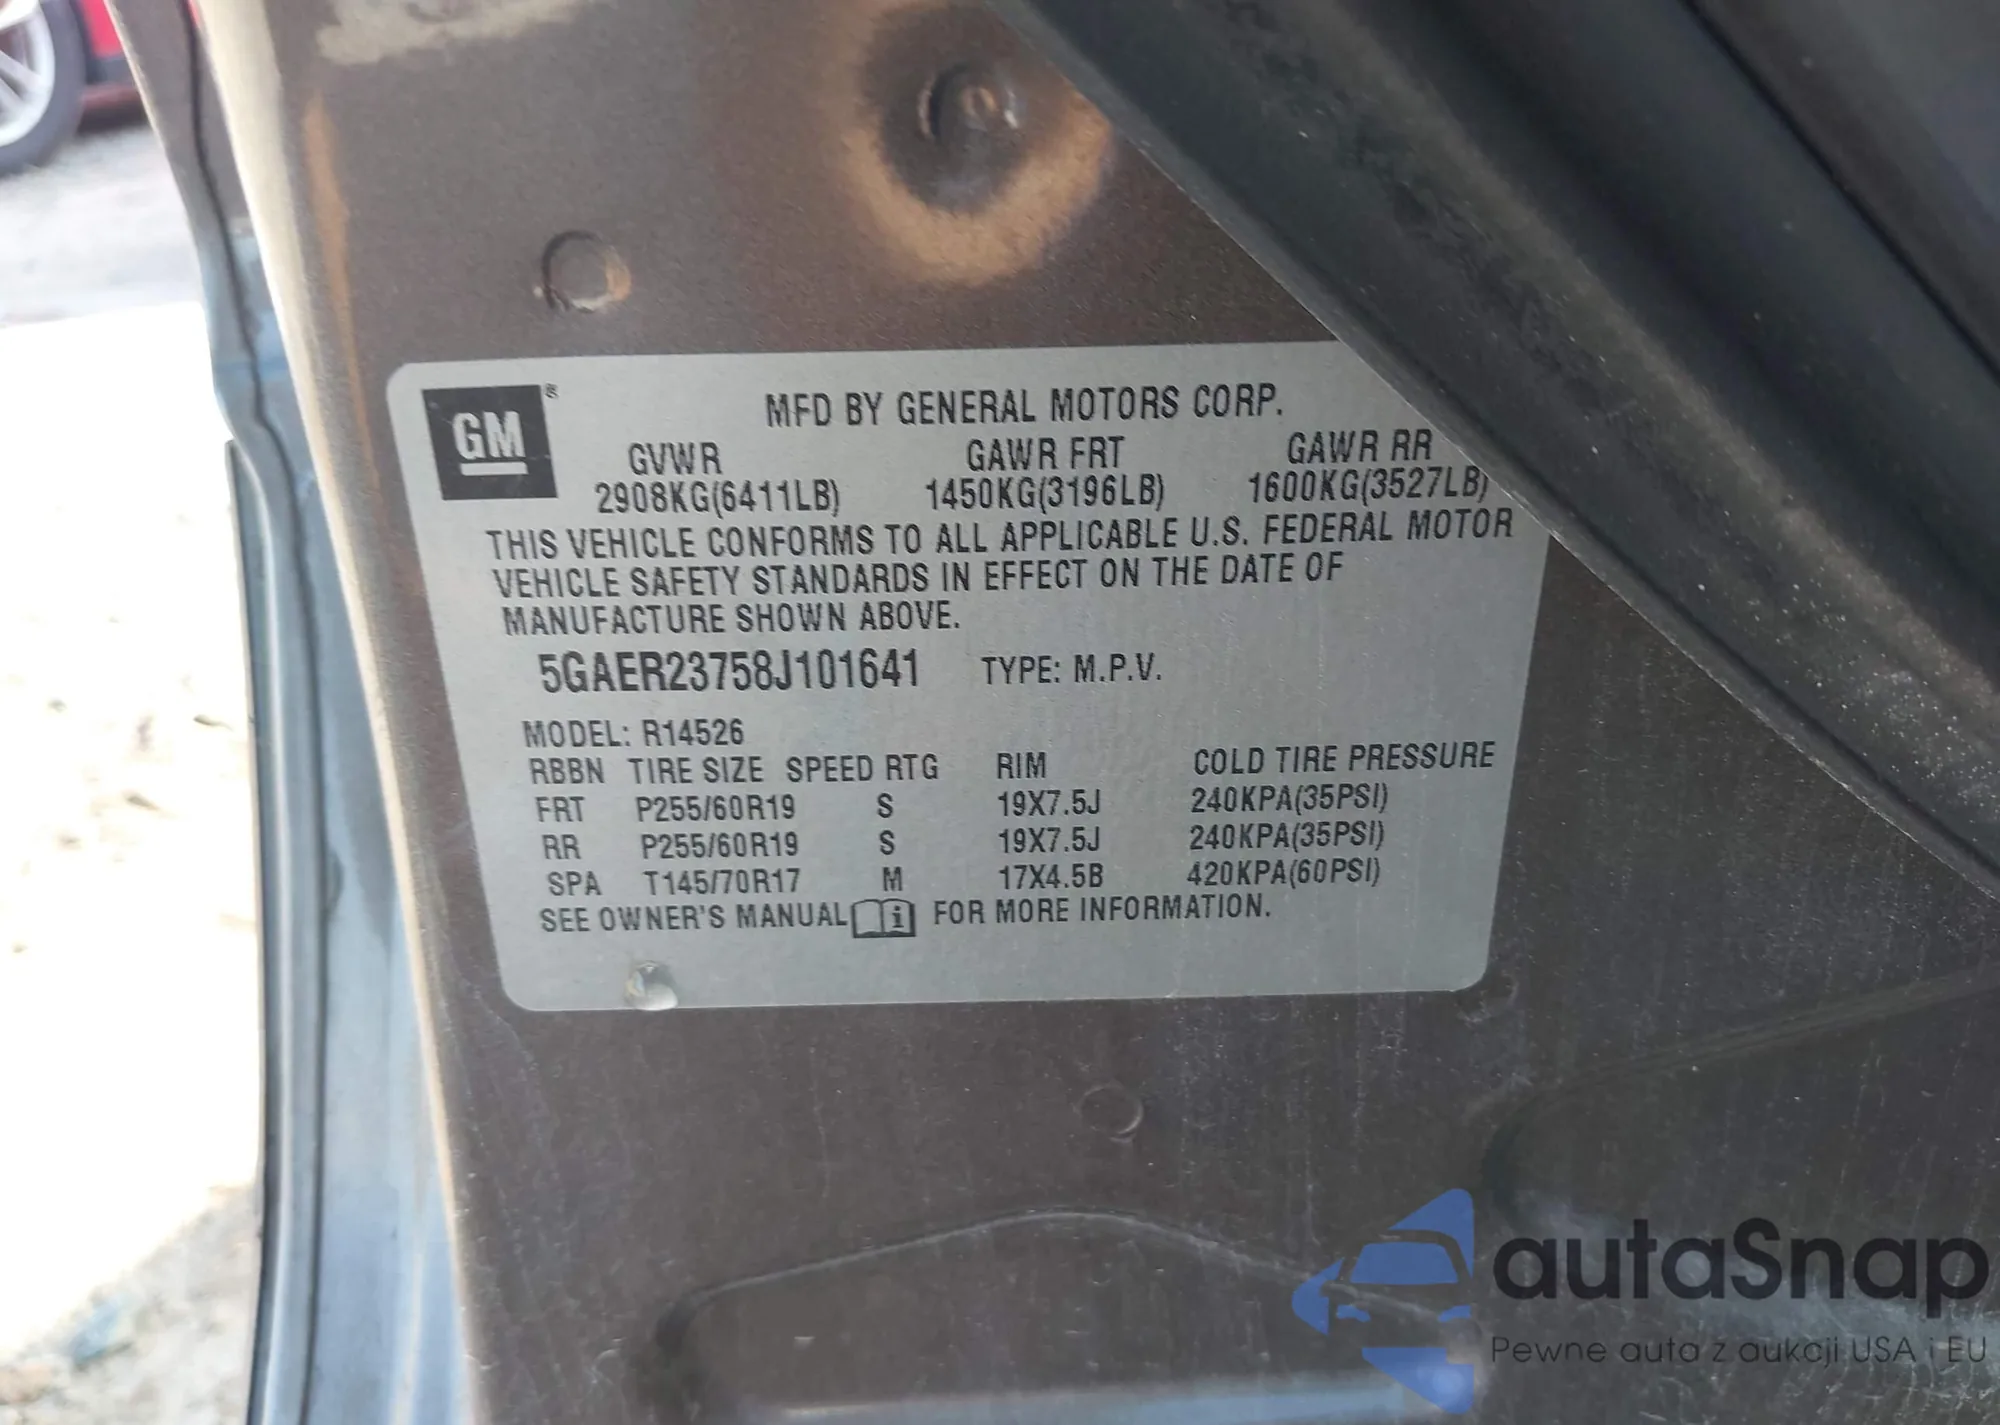 GM®
MFD BY GENERAL MOTORS CORP.
GVWR GAWR FRT GAWR RR
2908KG(6411LB) 1450KG(3196LB) 1600KG(3527LB)
THIS VEHICLE CONFORMS TO ALL APPLICABLE U.S. FEDERAL MOTOR
VEHICLE SAFETY STANDARDS IN EFFECT ON THE DATE OF
MANUFACTURE SHOWN ABOVE.
5GAER23758J101641 TYPE: M.P.V.
MODEL: R14526
RBBN TIRE SIZE SPEED RTG RIM COLD TIRE PRESSURE
FRT P255/60R19 S 19X7.5J 240KPA(35PSI)
RR P255/60R19 S 19X7.5J 240KPA(35PSI)
SPA T145/70R17 M 17X4.5B 420KPA(60PSI)
SEE OWNER'S MANUAL i FOR MORE INFORMATION.
autaSnap
Pewne auta z aukcji USA i EU